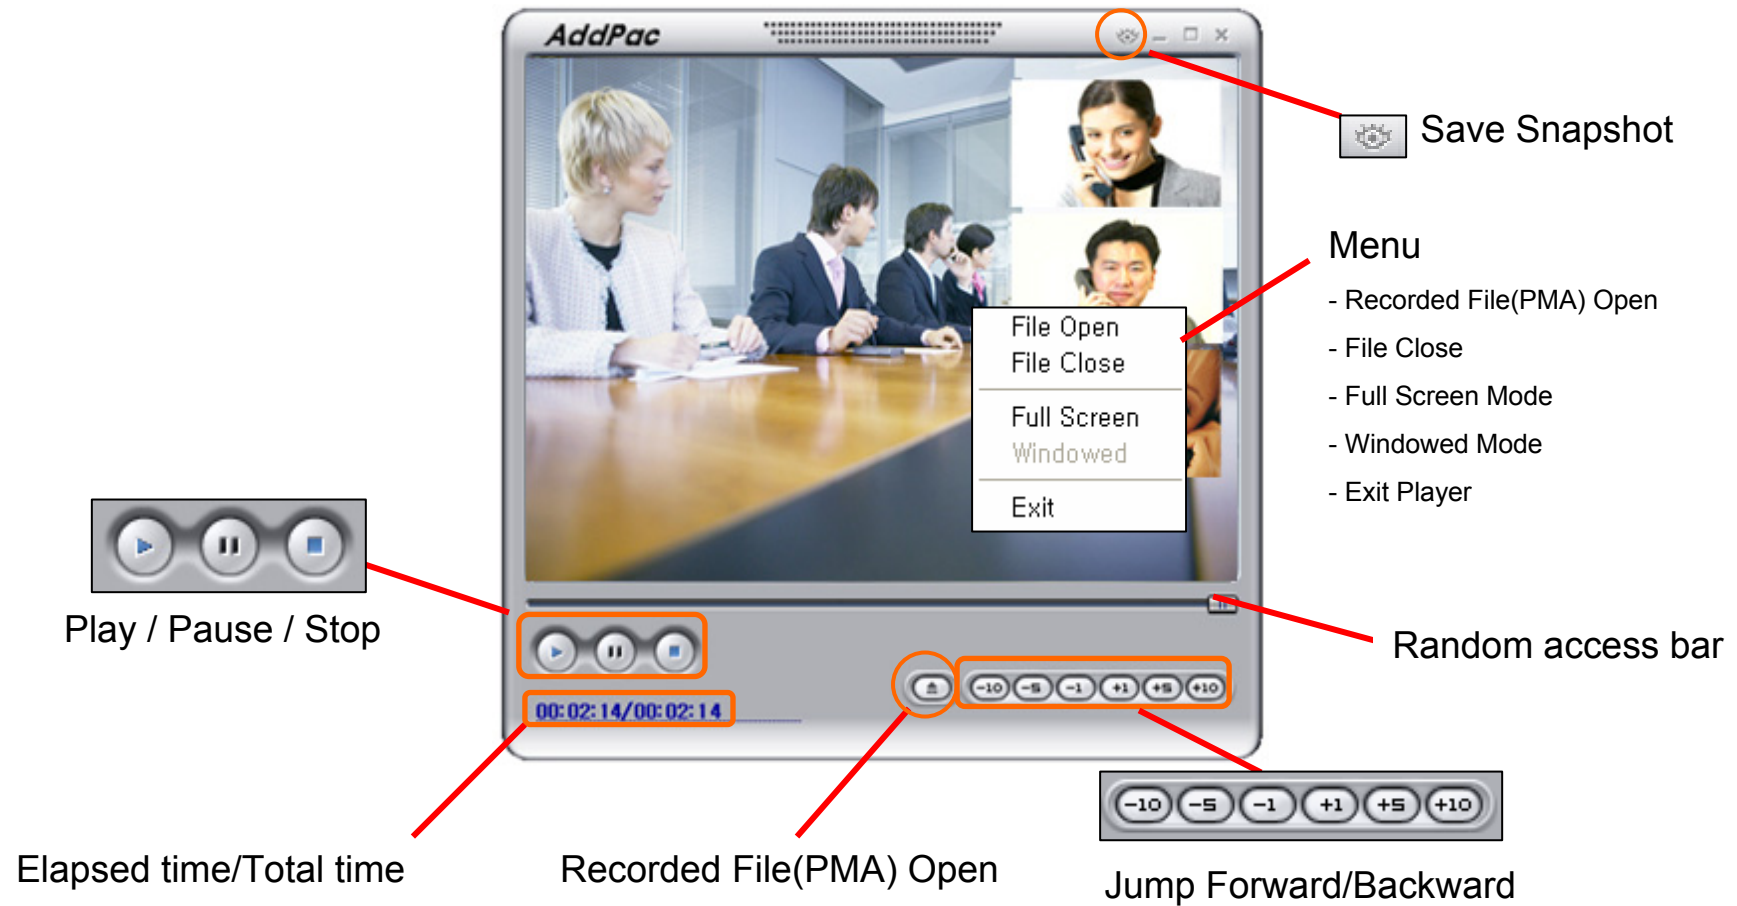 AddPac
Save Snapshot
Menu
- Recorded File(PMA) Open
- File Close
- Full Screen Mode
- Windowed Mode
- Exit Player
File Open
File Close
Full Screen
Windowed
Exit
Play / Pause / Stop
Random access bar
-10 -5 -1 +1 +5 +10
00:02:14/00:02:14
-10 -5 -1 +1 +5 +10
Elapsed time/Total time
Recorded File(PMA) Open
Jump Forward/Backward